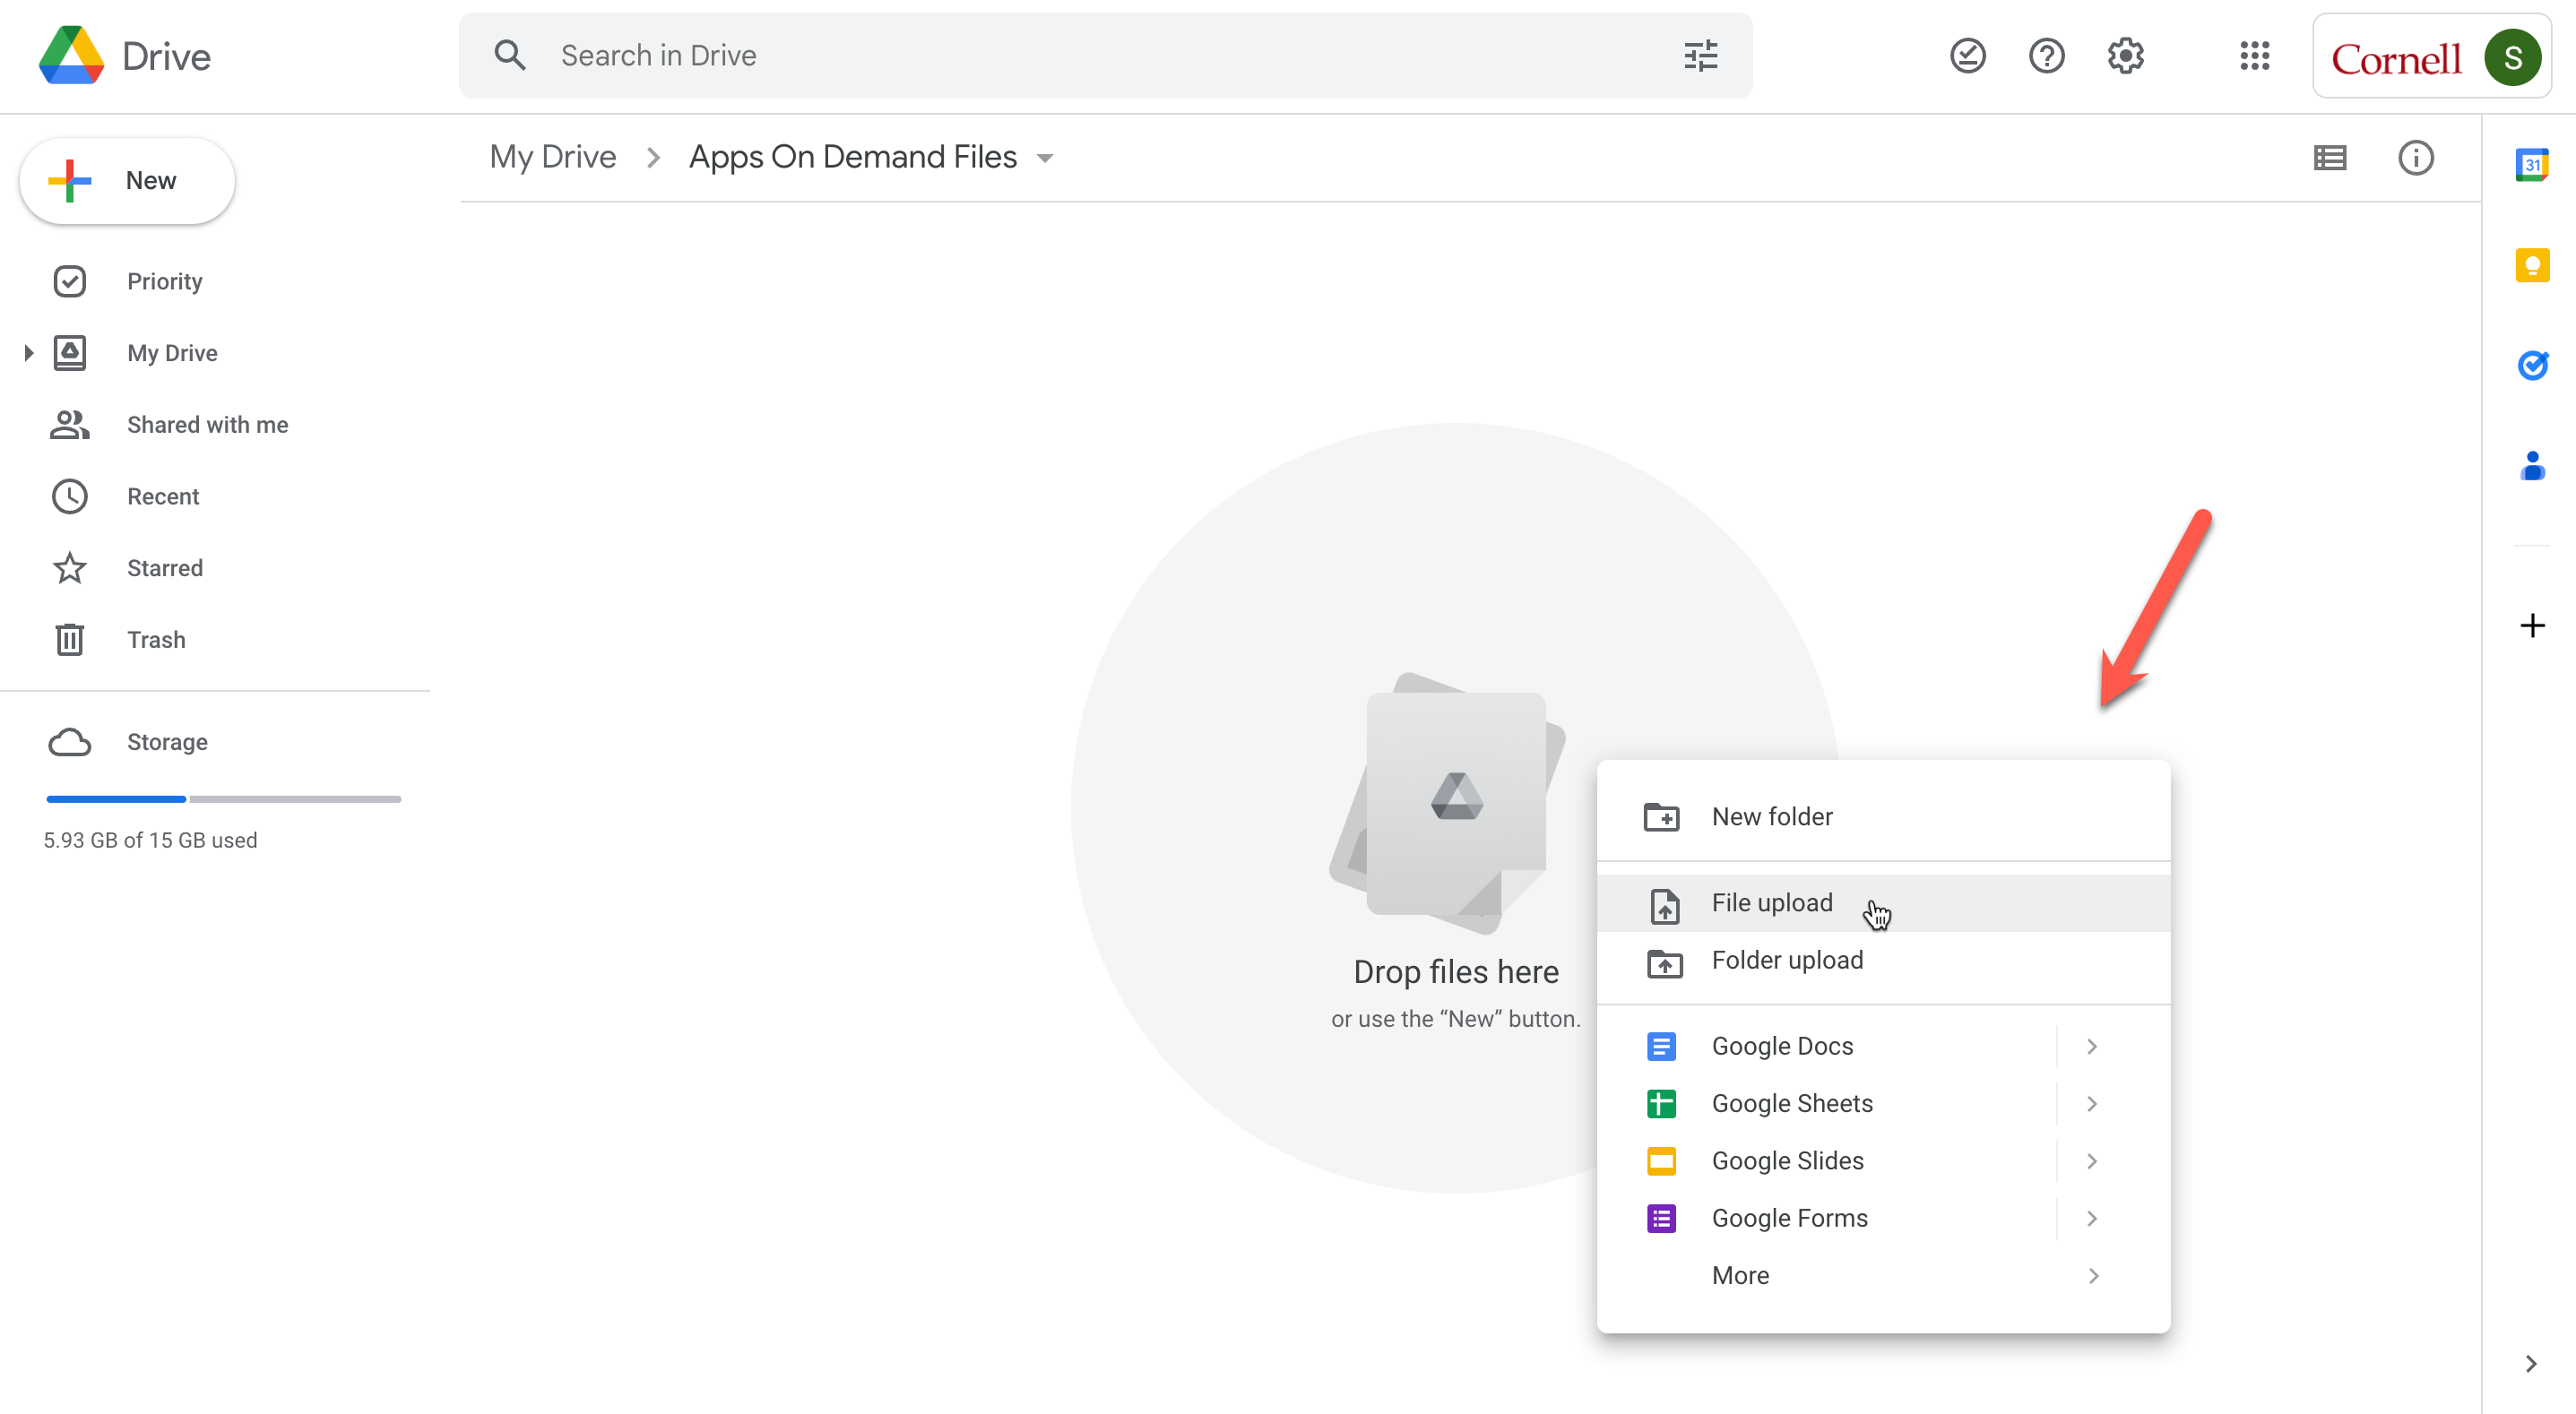 Drive
Search in Drive
Cornell
S
New
My Drive
Apps On Demand Files
31
Priority
My Drive
Shared with me
Recent
Starred
Trash
Storage
5.93 GB of 15 GB used
Drop files here
or use the “New” button.
New folder
File upload
Folder upload
Google Docs
Google Sheets
Google Slides
Google Forms
More